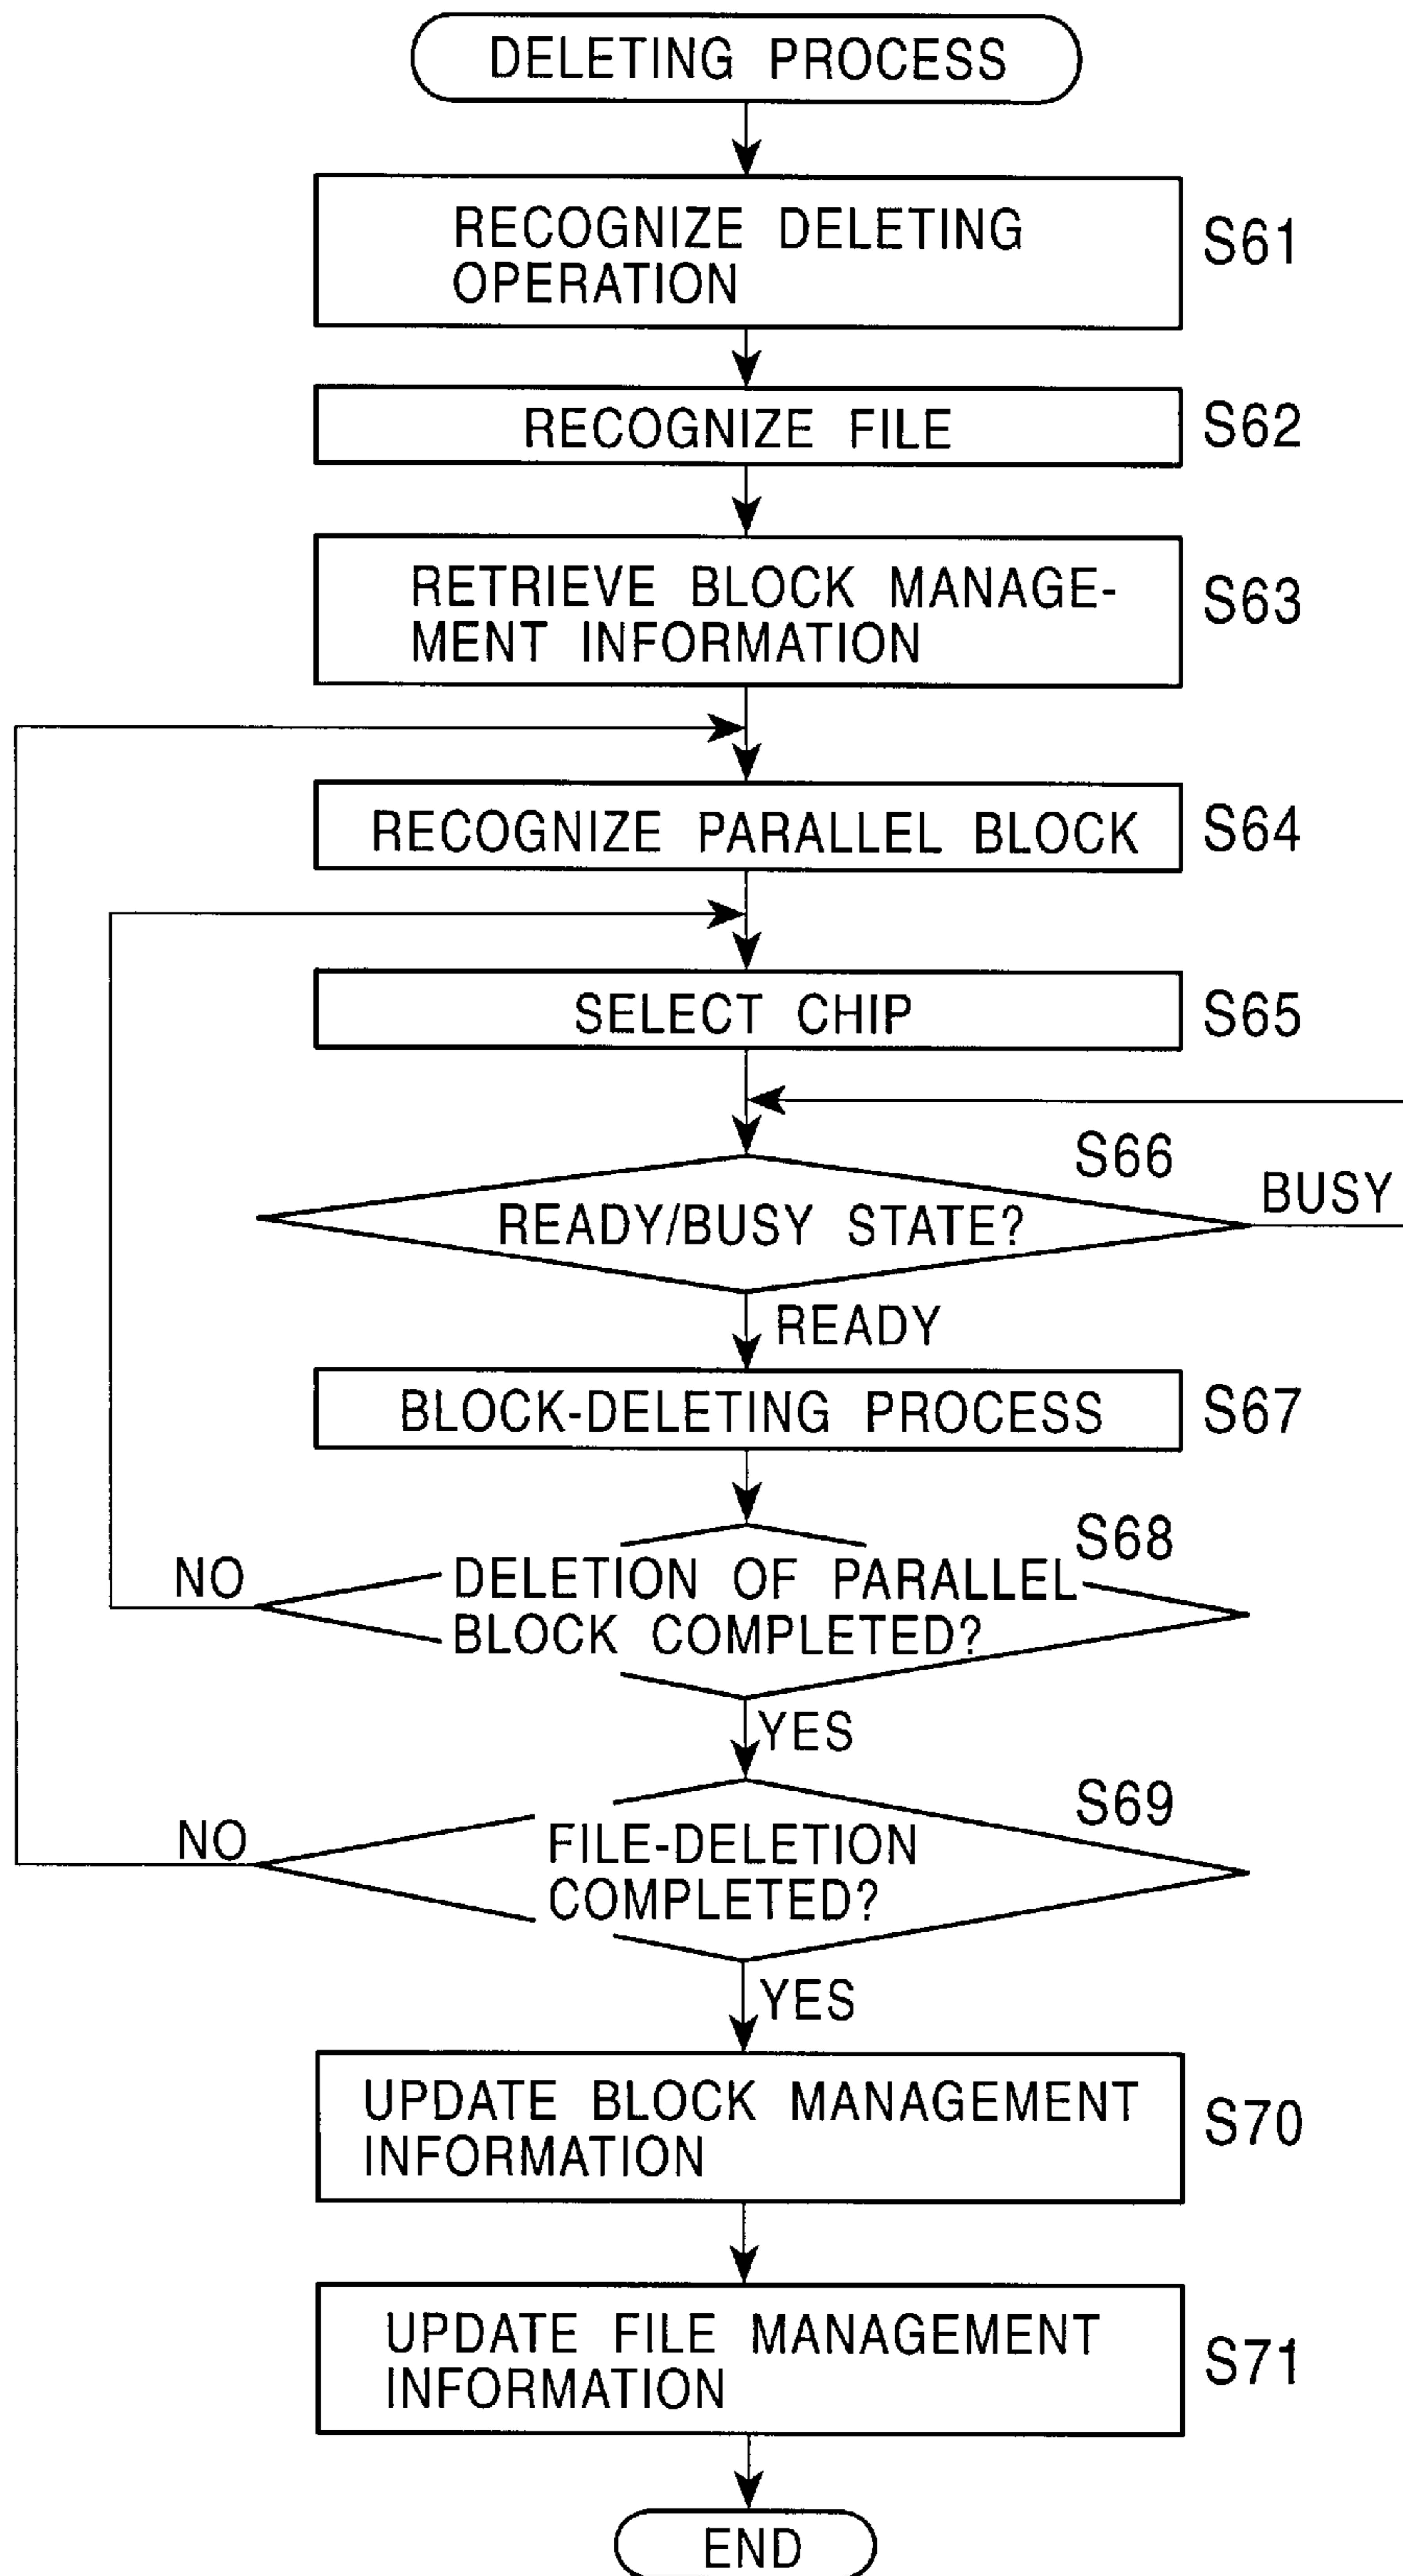 DELETING PROCESS
RECOGNIZE DELETING
OPERATION
S61
RECOGNIZE FILE
S62
RETRIEVE BLOCK MANAGE-
MENT INFORMATION
S63
RECOGNIZE PARALLEL BLOCK
S64
SELECT CHIP
S65
S66
READY/BUSY STATE?
BUSY
READY
BLOCK-DELETING PROCESS
S67
S68
DELETION OF PARALLEL
BLOCK COMPLETED?
NO
YES
S69
FILE-DELETION
COMPLETED?
NO
YES
UPDATE BLOCK MANAGEMENT
INFORMATION
S70
UPDATE FILE MANAGEMENT
INFORMATION
S71
END